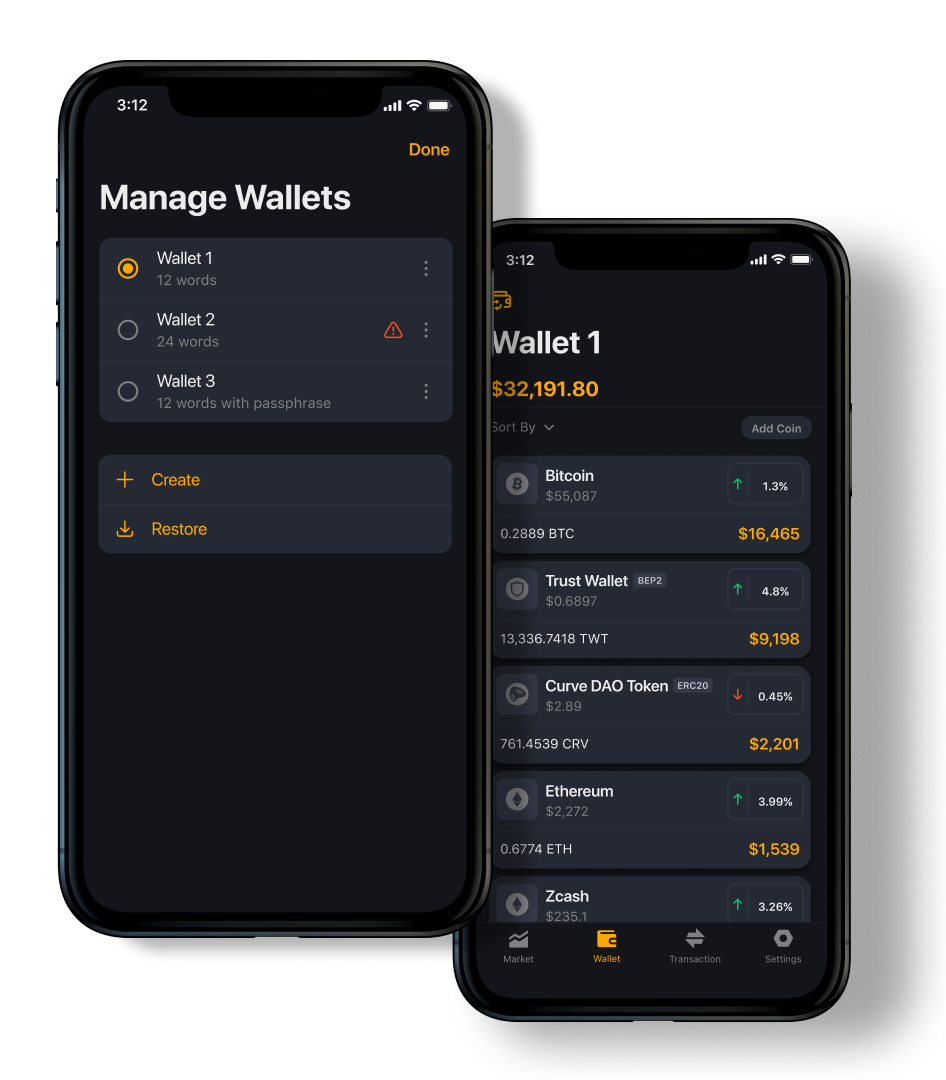 3:12
Done
Manage Wallets
Wallet 1
12 words
Wallet 2
24 words
Wallet 3
12 words with passphrase
Create
Restore
3:12
Wallet 1
$32,191.80
Sort By
Add Coin
Bitcoin
$55,087
1.3%
0.2889 BTC
$16,465
Trust Wallet BEP2
$0.6897
4.8%
13,336.7418 TWT
$9,198
Curve DAO Token ERC20
$2.89
0.45%
761.4539 CRV
$2,201
Ethereum
$2,272
3.99%
0.6774 ETH
$1,539
Zcash
$235.1
3.26%
Market
Wallet
Transaction
Settings